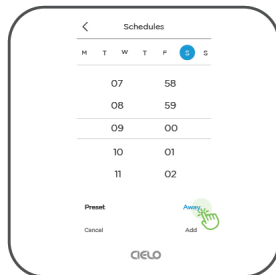 Schedules
M T W T F S S
07 58
08 59
09 00
10 01
11 02
Preset Away
Cancel Add
CIELO